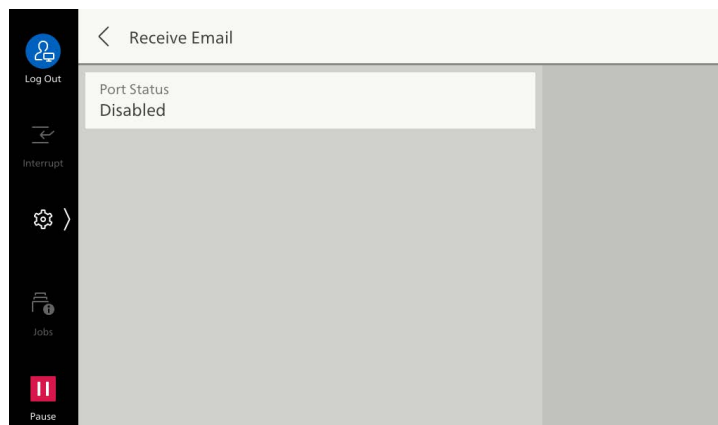 Receive Email
Log Out
Port Status
Disabled
Interrupt
Jobs
Pause